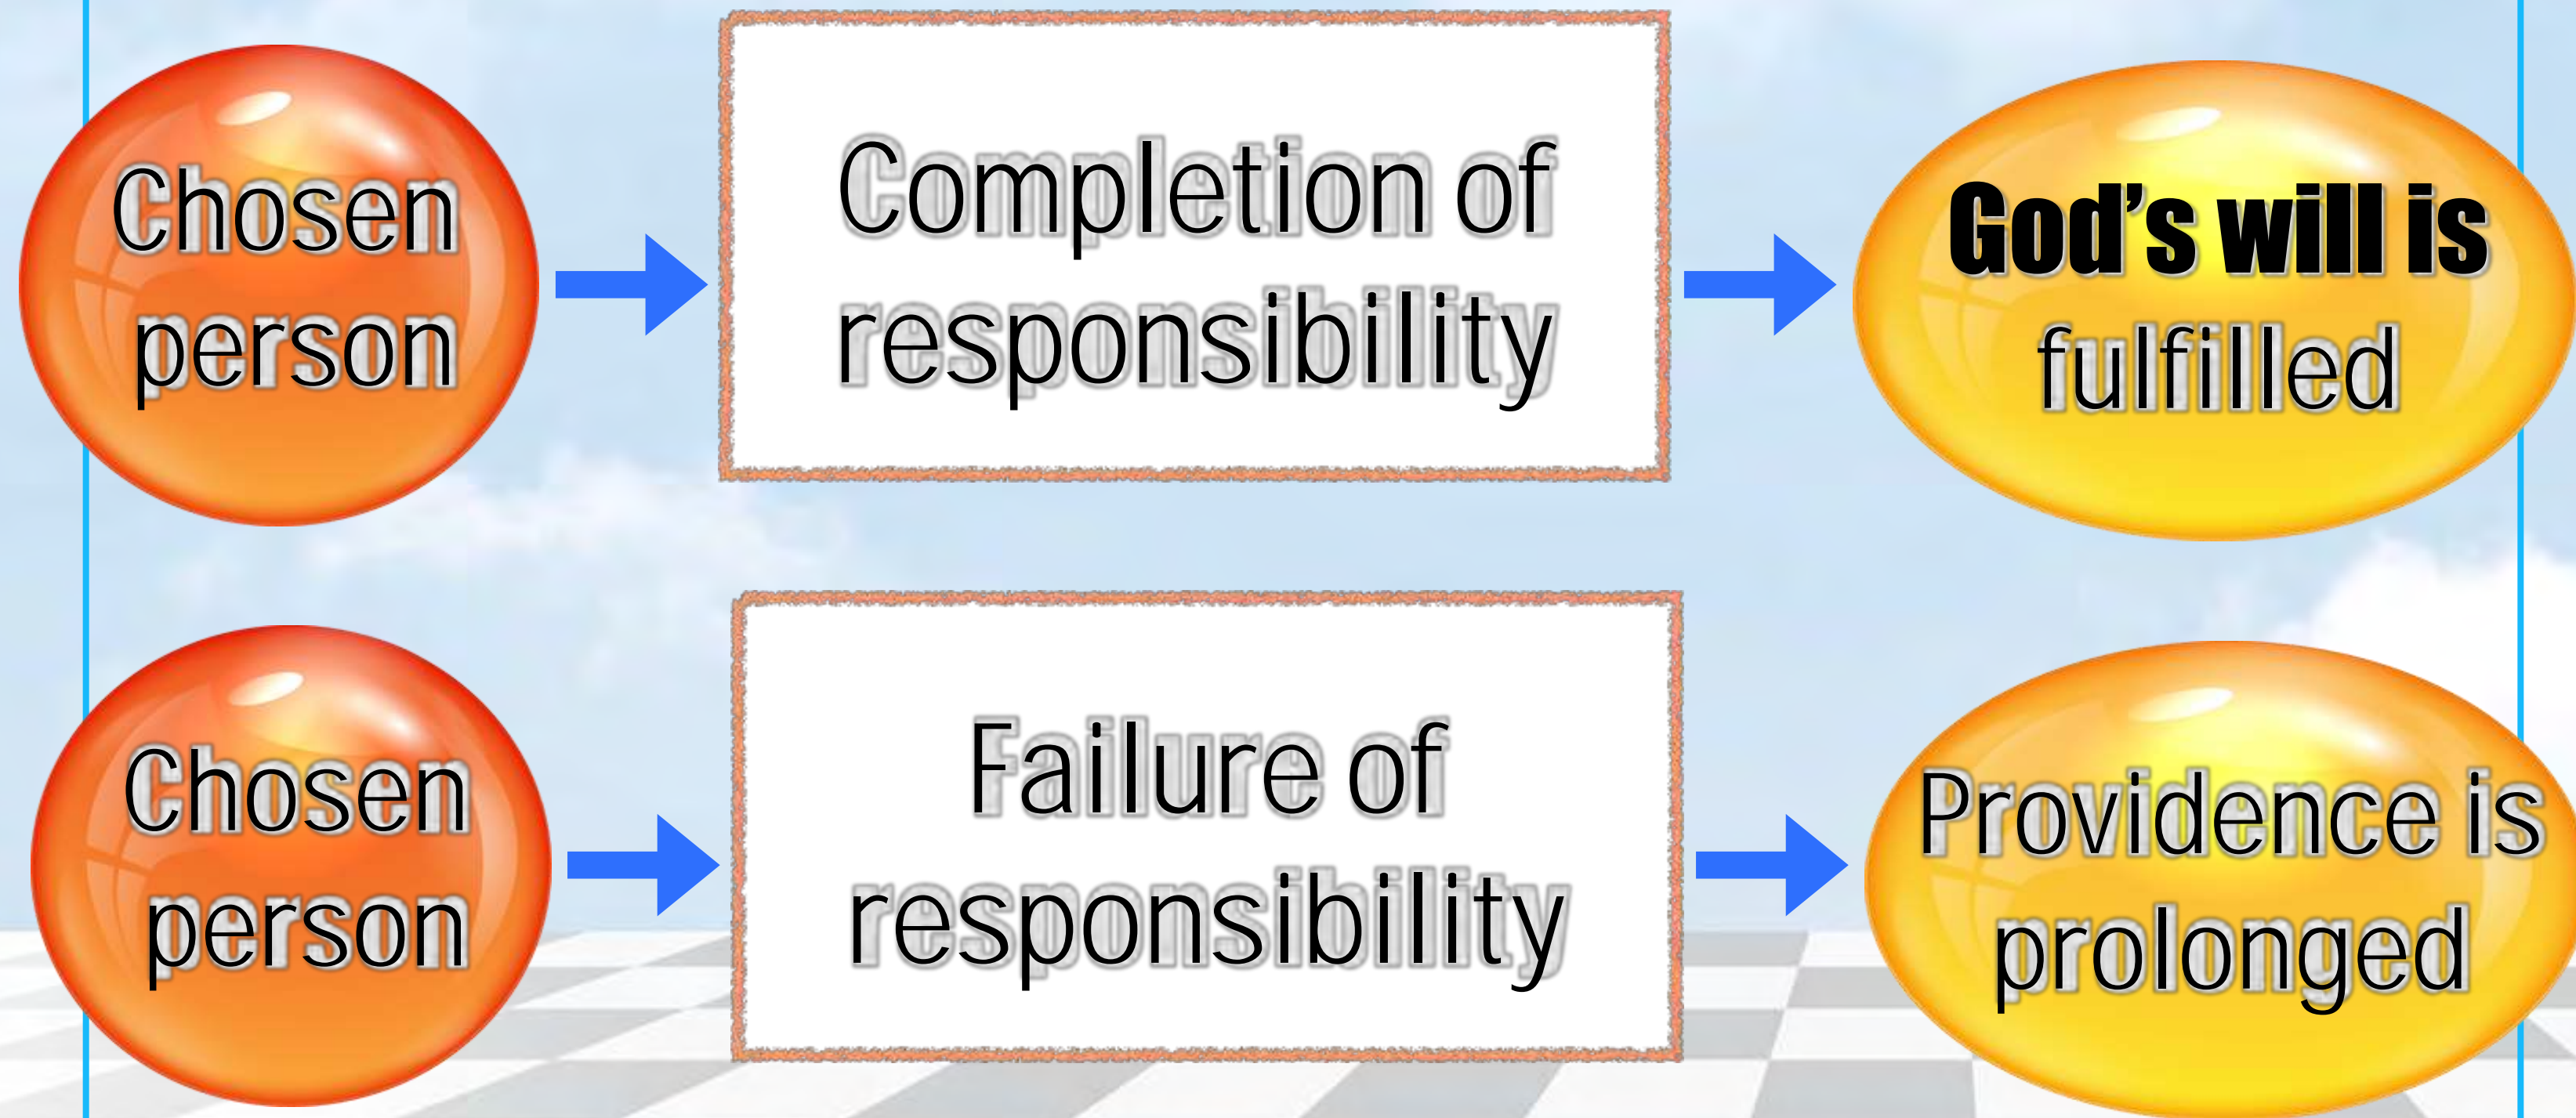 Chosen
person
Completion of
responsibility
God's will is
fulfilled
Chosen
person
Failure of
responsibility
Providence is
prolonged